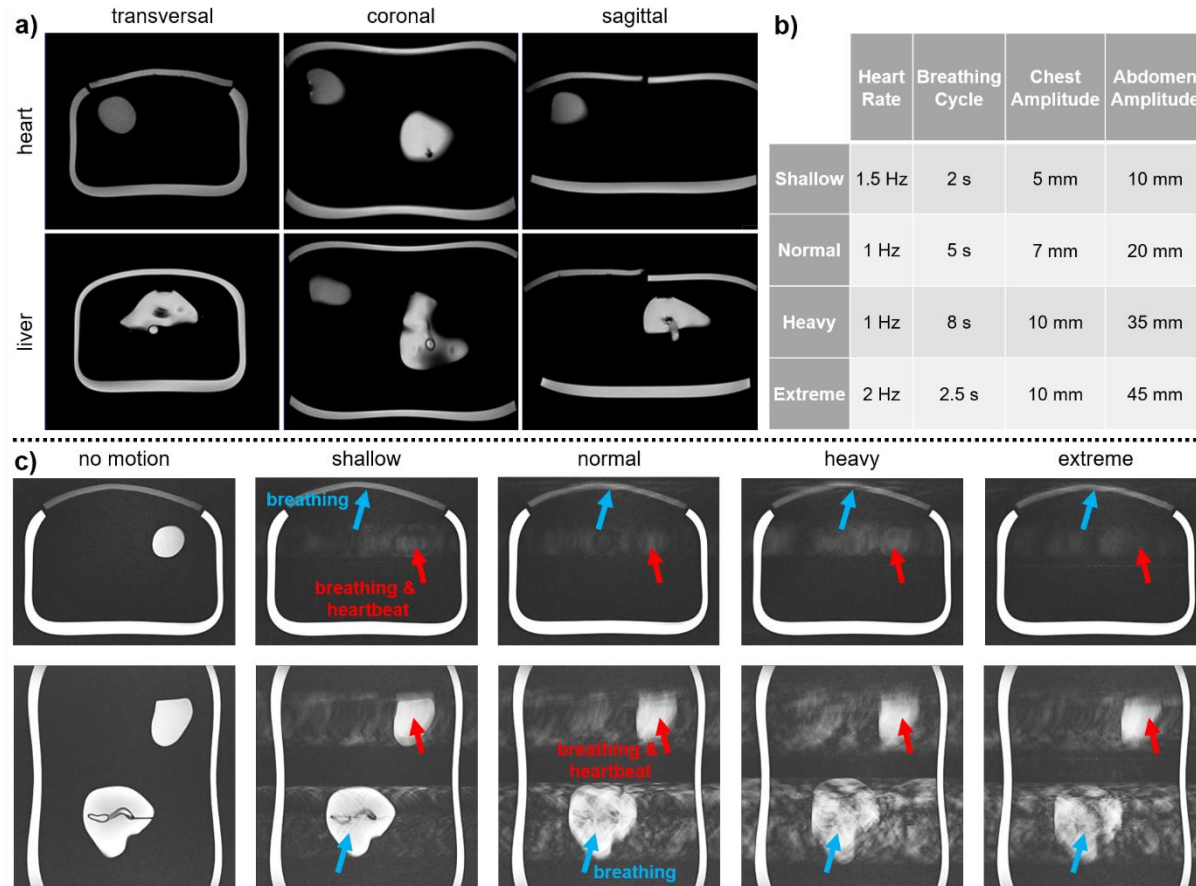 a)
transversal
coronal
sagittal
heart
liver
b)
Heart Rate
Breathing Cycle
Chest Amplitude
Abdomen Amplitude
Shallow 1.5 Hz 2 s 5 mm 10 mm
Normal 1 Hz 5 s 7 mm 20 mm
Heavy 1 Hz 8 s 10 mm 35 mm
Extreme 2 Hz 2.5 s 10 mm 45 mm
c)
no motion
shallow
normal
heavy
extreme
breathing
breathing &
heartbeat
breathing &
heartbeat
breathing